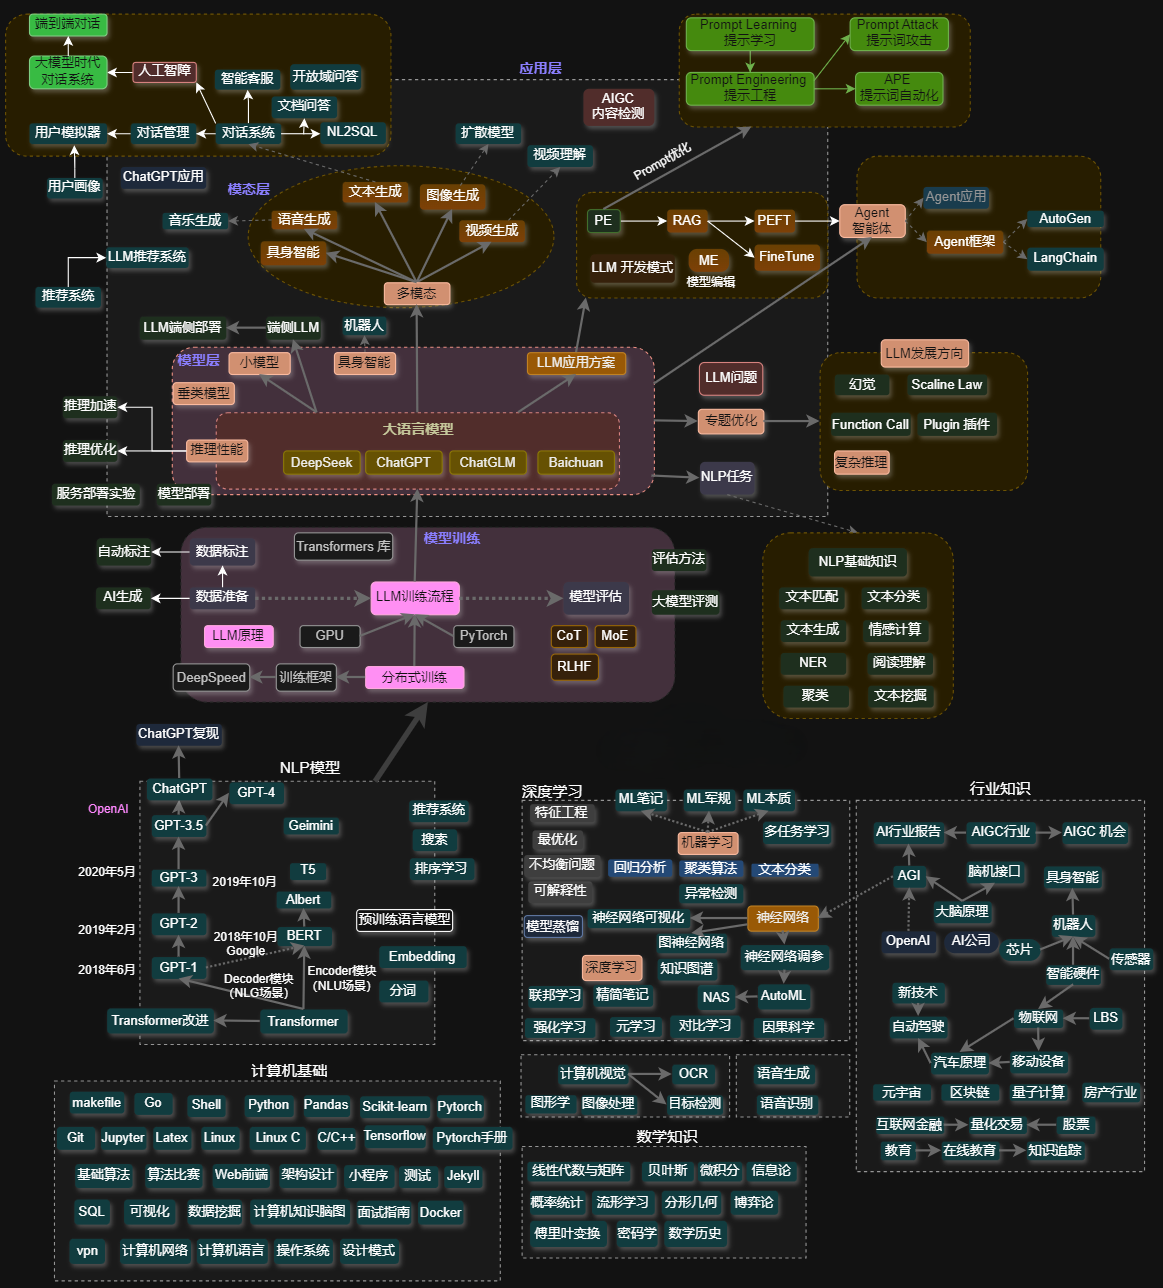 端到端对话
大模型时代
对话系统
人工智障
智能客服
开放域问答
文档问答
用户模拟器
对话管理
对话系统
NL2SQL
用户画像
ChatGPT应用
应用层
AIGC
内容检测
Prompt Learning
提示学习
Prompt Attack
提示词攻击
Prompt Engineering
提示工程
APE
提示词自动化
Prompt优化
扩散模型
视频理解
模态层
文本生成
图像生成
音乐生成
语音生成
视频生成
具身智能
多模态
LLM推荐系统
推荐系统
PE
RAG
PEFT
LLM 开发模式
ME
模型编辑
FineTune
Agent
智能体
Agent应用
Agent框架
AutoGen
LangChain
LLM端侧部署
端侧LLM
机器人
模型层
小模型
具身智能
LLM应用方案
垂类模型
推理加速
推理优化
推理性能
大语言模型
DeepSeek
ChatGPT
ChatGLM
Baichuan
服务部署实验
模型部署
LLM问题
专题优化
NLP任务
LLM发展方向
幻觉
Scaline Law
Function Call
Plugin 插件
复杂推理
模型训练
自动标注
数据标注
Transformers 库
评估方法
AI生成
数据准备
LLM训练流程
模型评估
大模型评测
LLM原理
GPU
PyTorch
CoT
MoE
RLHF
DeepSpeed
训练框架
分布式训练
NLP基础知识
文本匹配
文本分类
文本生成
情感计算
NER
阅读理解
聚类
文本挖掘
ChatGPT复现
NLP模型
ChatGPT
GPT-4
OpenAI
GPT-3.5
Geimini
推荐系统
搜索
排序学习
2020年5月
GPT-3
2019年10月
T5
Albert
2019年2月
GPT-2
预训练语言模型
2018年10月
Google
BERT
2018年6月
GPT-1
Decoder模块
(NLG场景)
Encoder模块
(NLU场景)
Embedding
分词
Transformer改进
Transformer
深度学习
特征工程
ML笔记
ML军规
ML本质
最优化
机器学习
多任务学习
不均衡问题
回归分析
聚类算法
文本分类
可解释性
异常检测
模型蒸馏
神经网络可视化
神经网络
图神经网络
深度学习
知识图谱
神经网络调参
联邦学习
精简笔记
NAS
AutoML
强化学习
元学习
对比学习
因果科学
计算机视觉
OCR
图形学
图像处理
目标检测
语音生成
语音识别
行业知识
AI行业报告
AIGC行业
AIGC 机会
AGI
脑机接口
具身智能
大脑原理
机器人
OpenAI
AI公司
芯片
传感器
智能硬件
新技术
自动驾驶
物联网
LBS
汽车原理
移动设备
元宇宙
区块链
量子计算
房产行业
互联网金融
量化交易
股票
教育
在线教育
知识追踪
计算机基础
makefile
Go
Shell
Python
Pandas
Scikit-learn
Pytorch
Git
Jupyter
Latex
Linux
Linux C
C/C++
Tensorflow
Pytorch手册
基础算法
算法比赛
Web前端
架构设计
小程序
测试
Jekyll
SQL
可视化
数据挖掘
计算机知识脑图
面试指南
Docker
vpn
计算机网络
计算机语言
操作系统
设计模式
数学知识
线性代数与矩阵
贝叶斯
微积分
信息论
概率统计
流形学习
分形几何
博弈论
傅里叶变换
密码学
数学历史